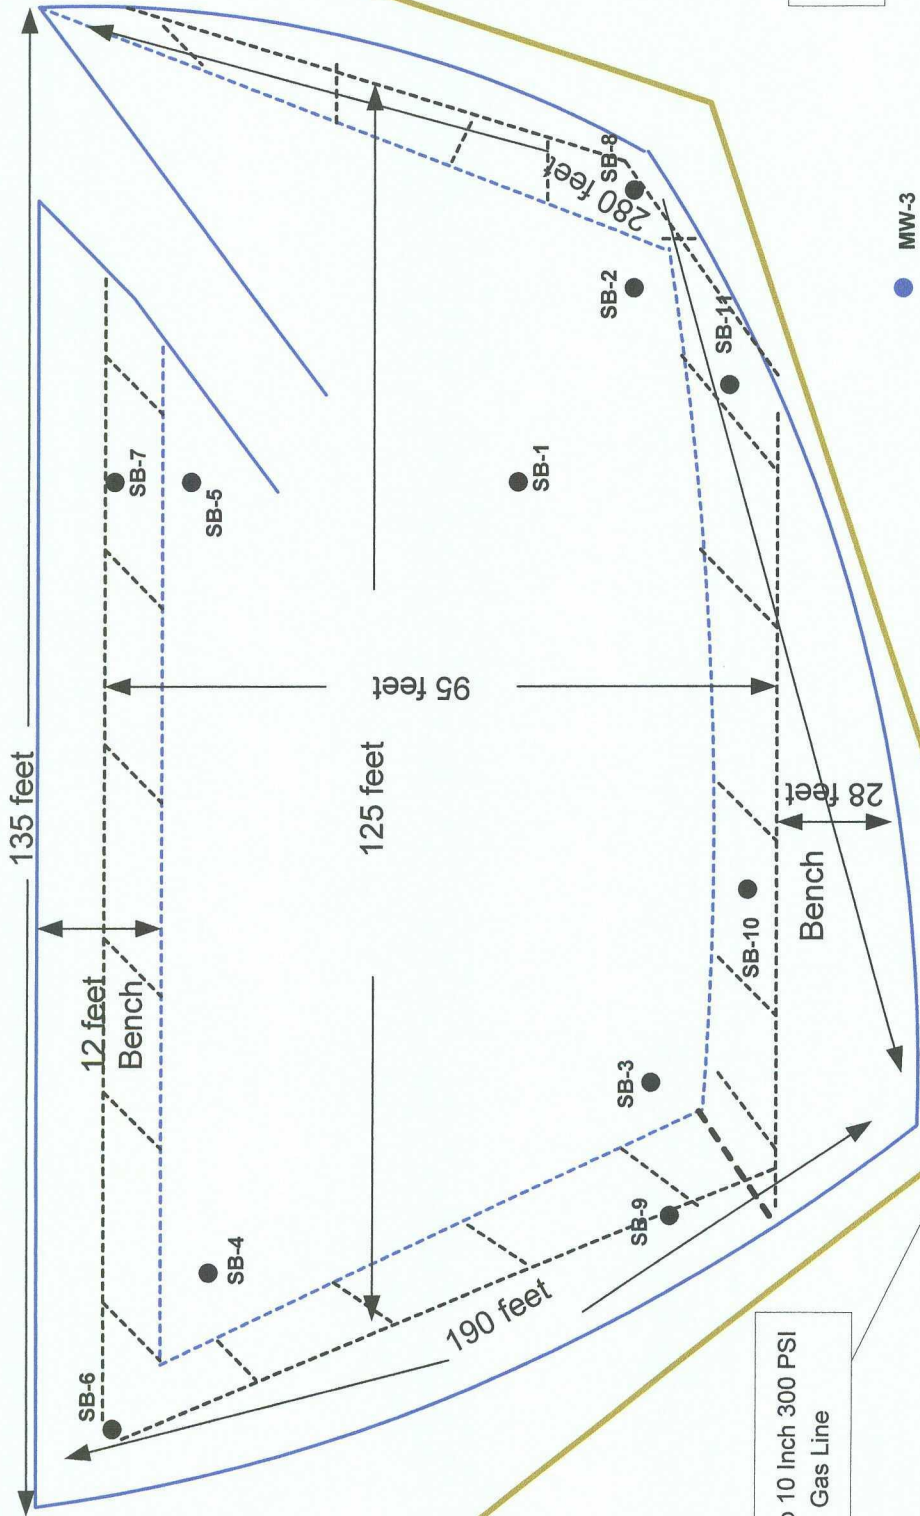 135 feet
12 feet
Bench
SB-7
SB-5
SB-6
SB-4
280 feet
SB-8
SB-2
SB-11
SB-1
95 feet
125 feet
28 feet
Bench
SB-10
SB-3
SB-9
190 feet
MW-3
10 Inch 300 PSI
Gas Line